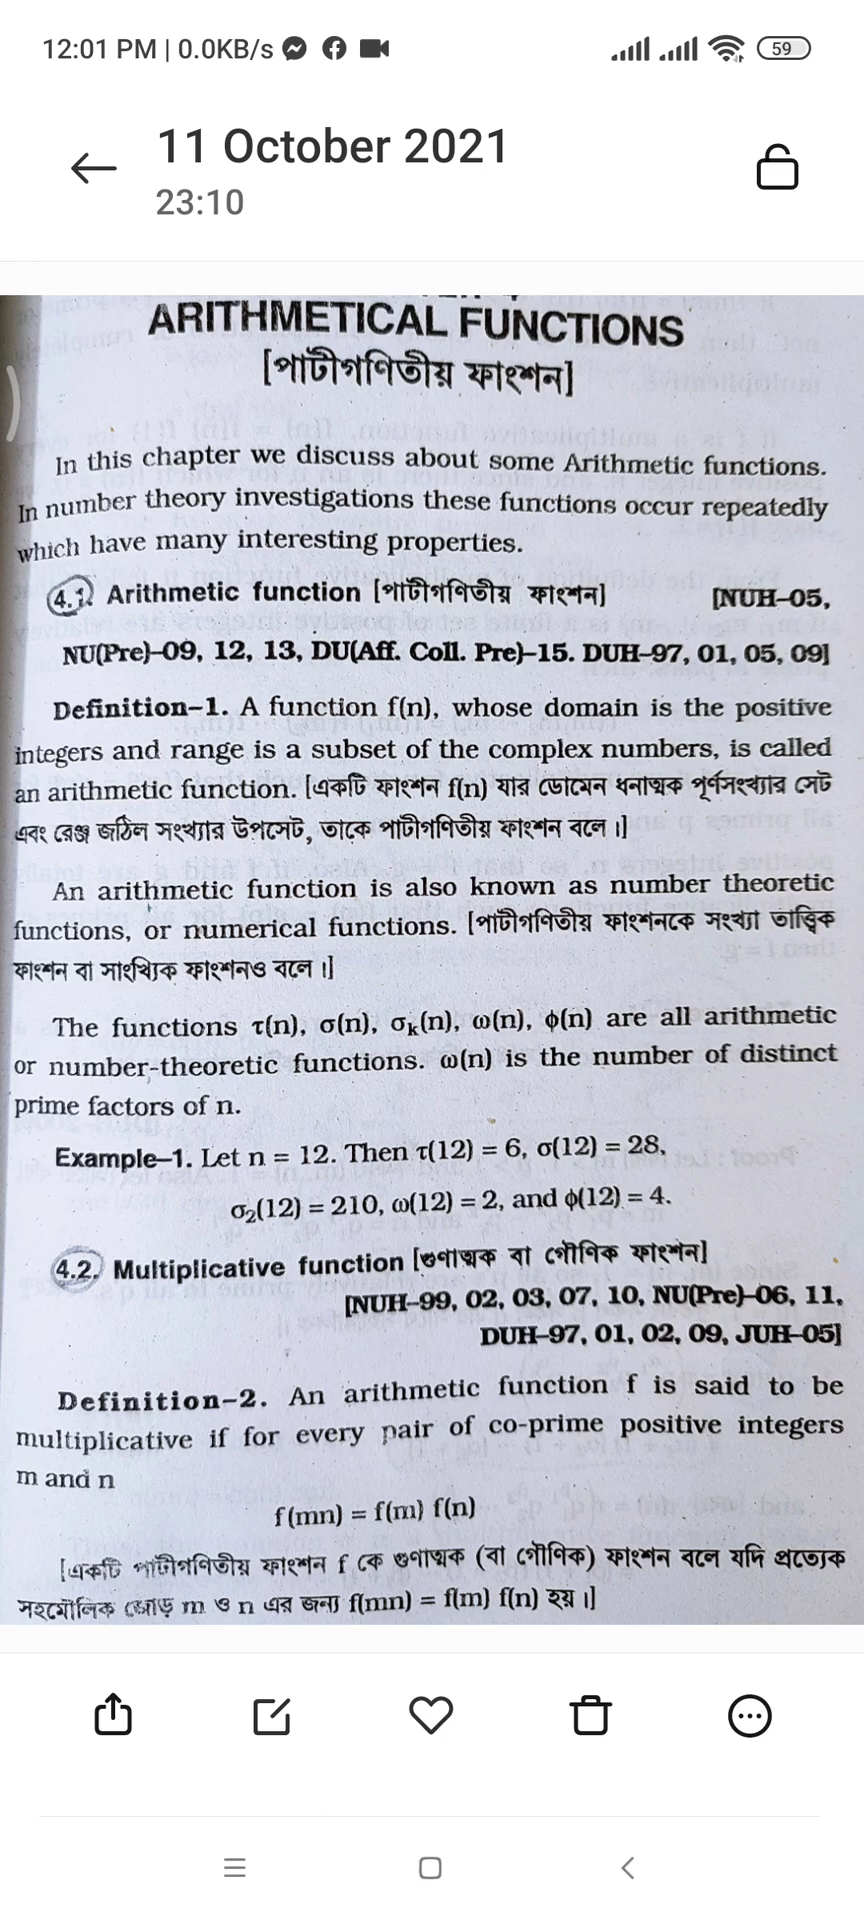 12:01 PM | 0.0KB/s
59
11 October 2021
23:10
ARITHMETICAL FUNCTIONS
[পাটীগণিতীয় ফাংশন]
In this chapter we discuss about some Arithmetic functions.
In number theory investigations these functions occur repeatedly
which have many interesting properties.
4.1. Arithmetic function [পাটীগণিতীয় ফাংশন] [NUH–05,
NU(Pre)–09, 12, 13, DU(Aff. Coll. Pre)–15. DUH–97, 01, 05, 09]
Definition–1. A function f(n), whose domain is the positive
integers and range is a subset of the complex numbers, is called
an arithmetic function. [একটি ফাংশন f(n) যার ডোমেন ধনাত্মক পূর্ণসংখ্যার সেট
এবং রেঞ্জ জটিল সংখ্যার উপসেট, তাকে পাটীগণিতীয় ফাংশন বলে।]
An arithmetic function is also known as number theoretic
functions, or numerical functions. [পাটীগণিতীয় ফাংশনকে সংখ্যা তাত্ত্বিক
ফাংশন বা সাংখ্যিক ফাংশনও বলে।]
The functions τ(n), σ(n), σₖ(n), ω(n), ϕ(n) are all arithmetic
or number-theoretic functions. ω(n) is the number of distinct
prime factors of n.
Example–1. Let n = 12. Then τ(12) = 6, σ(12) = 28,
σ₂(12) = 210, ω(12) = 2, and ϕ(12) = 4.
4.2. Multiplicative function [গুণাত্মক বা গৌণিক ফাংশন]
[NUH–99, 02, 03, 07, 10, NU(Pre)–06, 11,
DUH–97, 01, 02, 09, JUH–05]
Definition–2. An arithmetic function f is said to be
multiplicative if for every pair of co-prime positive integers
m and n
f(mn) = f(m) f(n)
[একটি পাটীগণিতীয় ফাংশন f কে গুণাত্মক (বা গৌণিক) ফাংশন বলে যদি প্রত্যেক
সহমৌলিক জোড় m ও n এর জন্য f(mn) = f(m) f(n) হয়।]